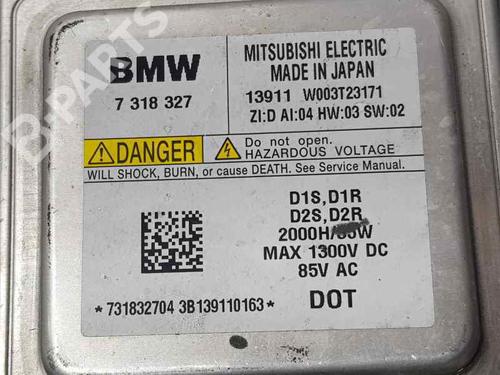 BMW
7 318 327
MITSUBISHI ELECTRIC
MADE IN JAPAN
13911 W003T23171
ZI:D AI:04 HW:03 SW:02
DANGER
Do not open.
HAZARDOUS VOLTAGE
WILL SHOCK, BURN, or cause DEATH. See Service Manual.
D1S,D1R
D2S,D2R
2000H/35W
MAX 1300V DC
85V AC
*731832704 3B139110163*
DOT